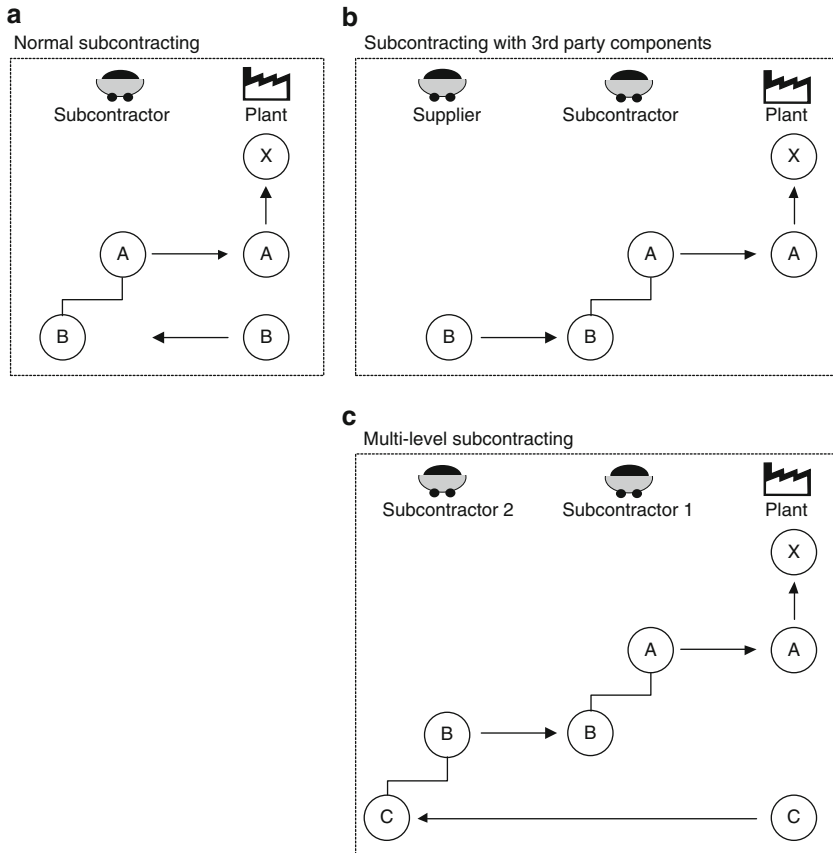 a
Normal subcontracting
Subcontractor Plant
X
A A
B B
b
Subcontracting with 3rd party components
Supplier Subcontractor Plant
X
A A
B B
c
Multi-level subcontracting
Subcontractor 2 Subcontractor 1 Plant
X
A A
B B
C C